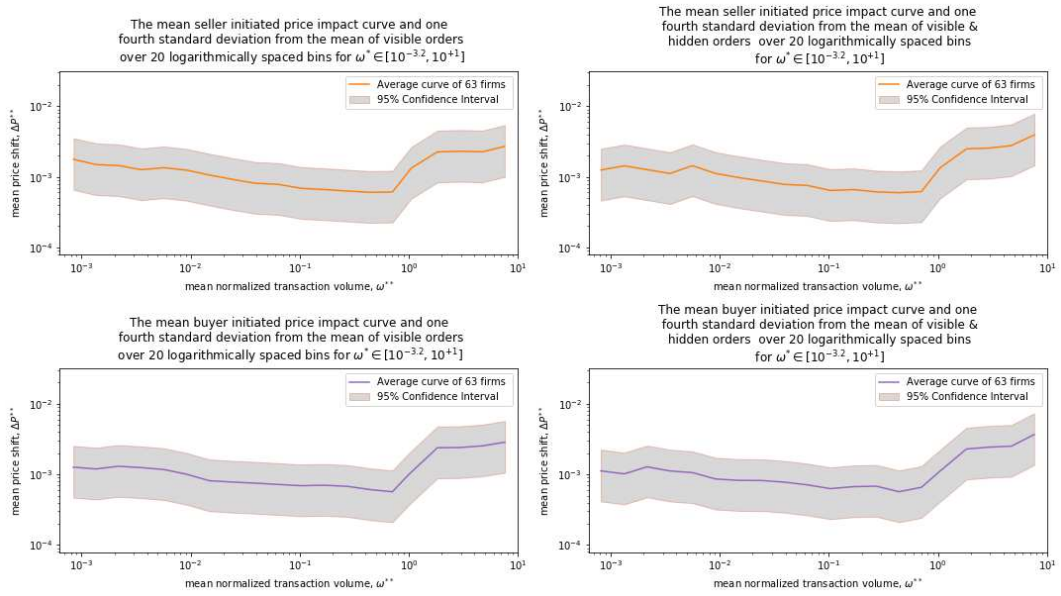 The mean seller initiated price impact curve and one
fourth standard deviation from the mean of visible orders
over 20 logarithmically spaced bins for ω* ∈ [10^−3.2, 10^+1]
Average curve of 63 firms
95% Confidence Interval
mean price shift, ΔP**
10^−2
10^−3
10^−4
10^−3
10^−2
10^−1
10^0
10^1
mean normalized transaction volume, ω**
The mean seller initiated price impact curve and one
fourth standard deviation from the mean of visible &
hidden orders over 20 logarithmically spaced bins
for ω* ∈ [10^−3.2, 10^+1]
Average curve of 63 firms
95% Confidence Interval
mean price shift, ΔP**
10^−2
10^−3
10^−4
10^−3
10^−2
10^−1
10^0
10^1
mean normalized transaction volume, ω**
The mean buyer initiated price impact curve and one
fourth standard deviation from the mean of visible orders
over 20 logarithmically spaced bins for ω* ∈ [10^−3.2, 10^+1]
Average curve of 63 firms
95% Confidence Interval
mean price shift, ΔP**
10^−2
10^−3
10^−4
10^−3
10^−2
10^−1
10^0
10^1
mean normalized transaction volume, ω**
The mean buyer initiated price impact curve and one
fourth standard deviation from the mean of visible &
hidden orders over 20 logarithmically spaced bins
for ω* ∈ [10^−3.2, 10^+1]
Average curve of 63 firms
95% Confidence Interval
mean price shift, ΔP**
10^−2
10^−3
10^−4
10^−3
10^−2
10^−1
10^0
10^1
mean normalized transaction volume, ω**